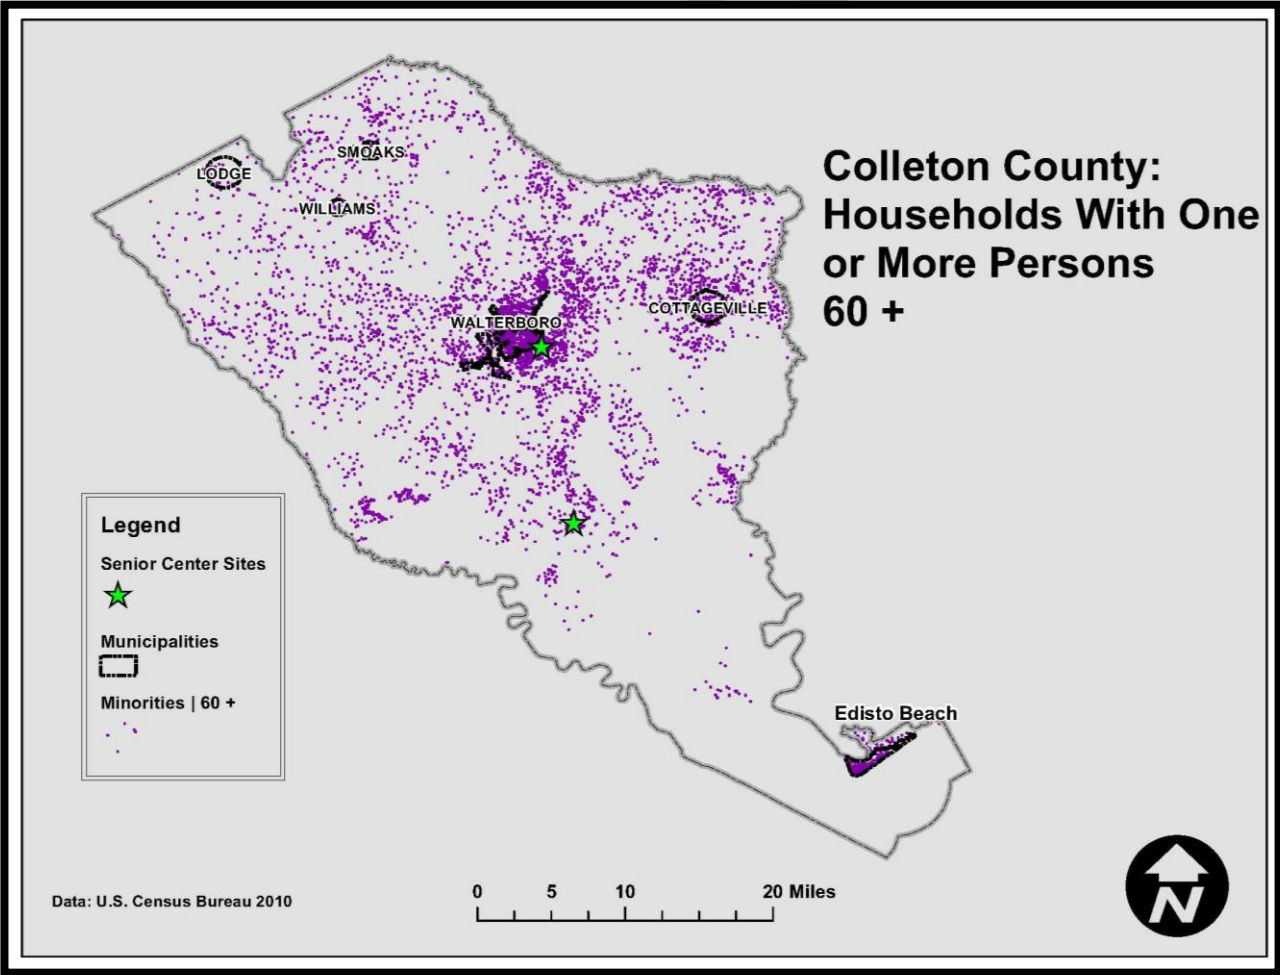 Colleton County:
Households With One
or More Persons
60 +
SMOAKS
LODGE
WILLIAMS
COTTAGEVILLE
WALTERBORO
Edisto Beach
Legend
Senior Center Sites
Municipalities
Minorities | 60 +
Data: U.S. Census Bureau 2010
0 5 10 20 Miles
N